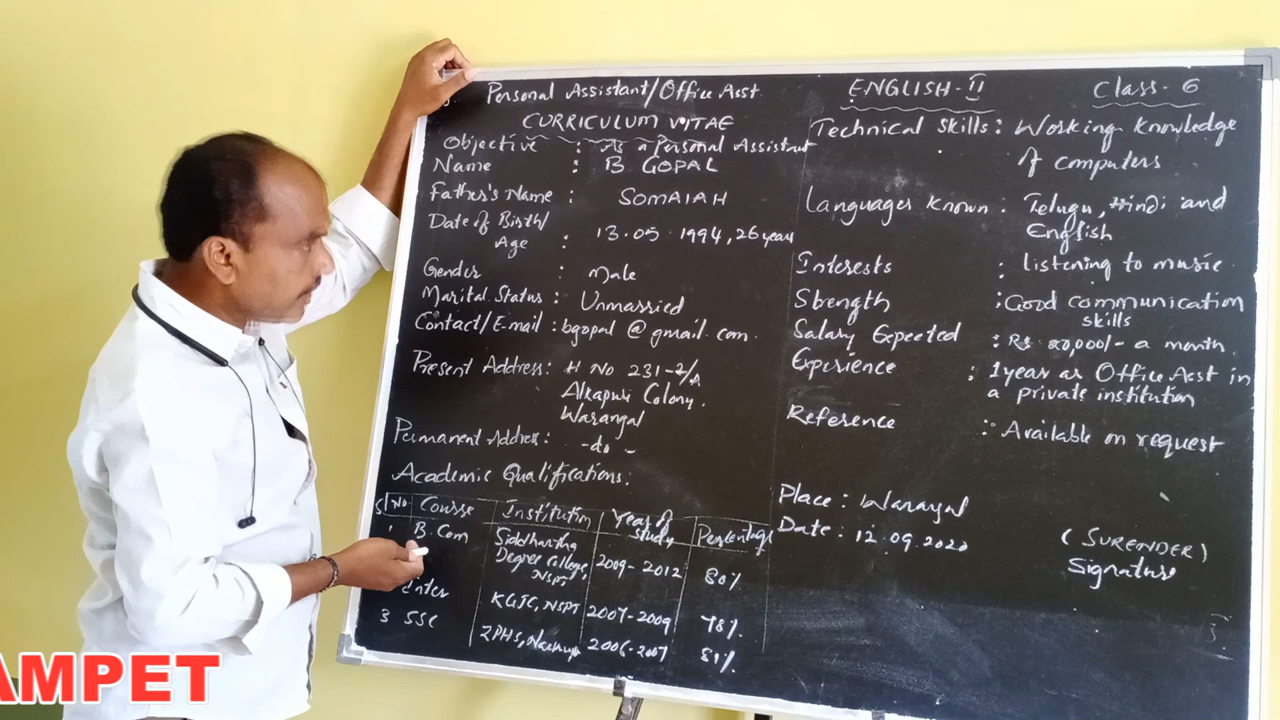 Personal Assistant/Office Asst.
ENGLISH-II
Class-6
CURRICULUM VITAE
Objective : As a Personal Assistant
Name : B GOPAL
Father's Name : SOMAIAH
Date of Birth/
Age : 13.05.1994, 26 years
Gender : Male
Marital Status : Unmarried
Contact/E-mail : bgopal@gmail.com.
Present Address : H No 231-2/A
Alkapuri Colony.
Warangal
Permanent Address : -do-
Academic Qualifications :
Sl No. Course Institution Year of study Percentage
1 B.Com Siddhartha Degree College, NSPT, 2009-2012 80%
Inter KGJC, NSPT 2007-2009 78%.
3 SSC ZPHS, 2006-2007 81%.
Technical Skills : Working Knowledge
of computers
Languages Known : Telugu, Hindi and
English
Interests : listening to music
Strength : Good communication
skills
Salary Expected : Rs 20,000/- a month.
Experience : 1 year as Office Asst in
a private institution
Reference : Available on request
Place : Warangal
Date : 12.09.2020
(SURENDER)
Signature
AMPET